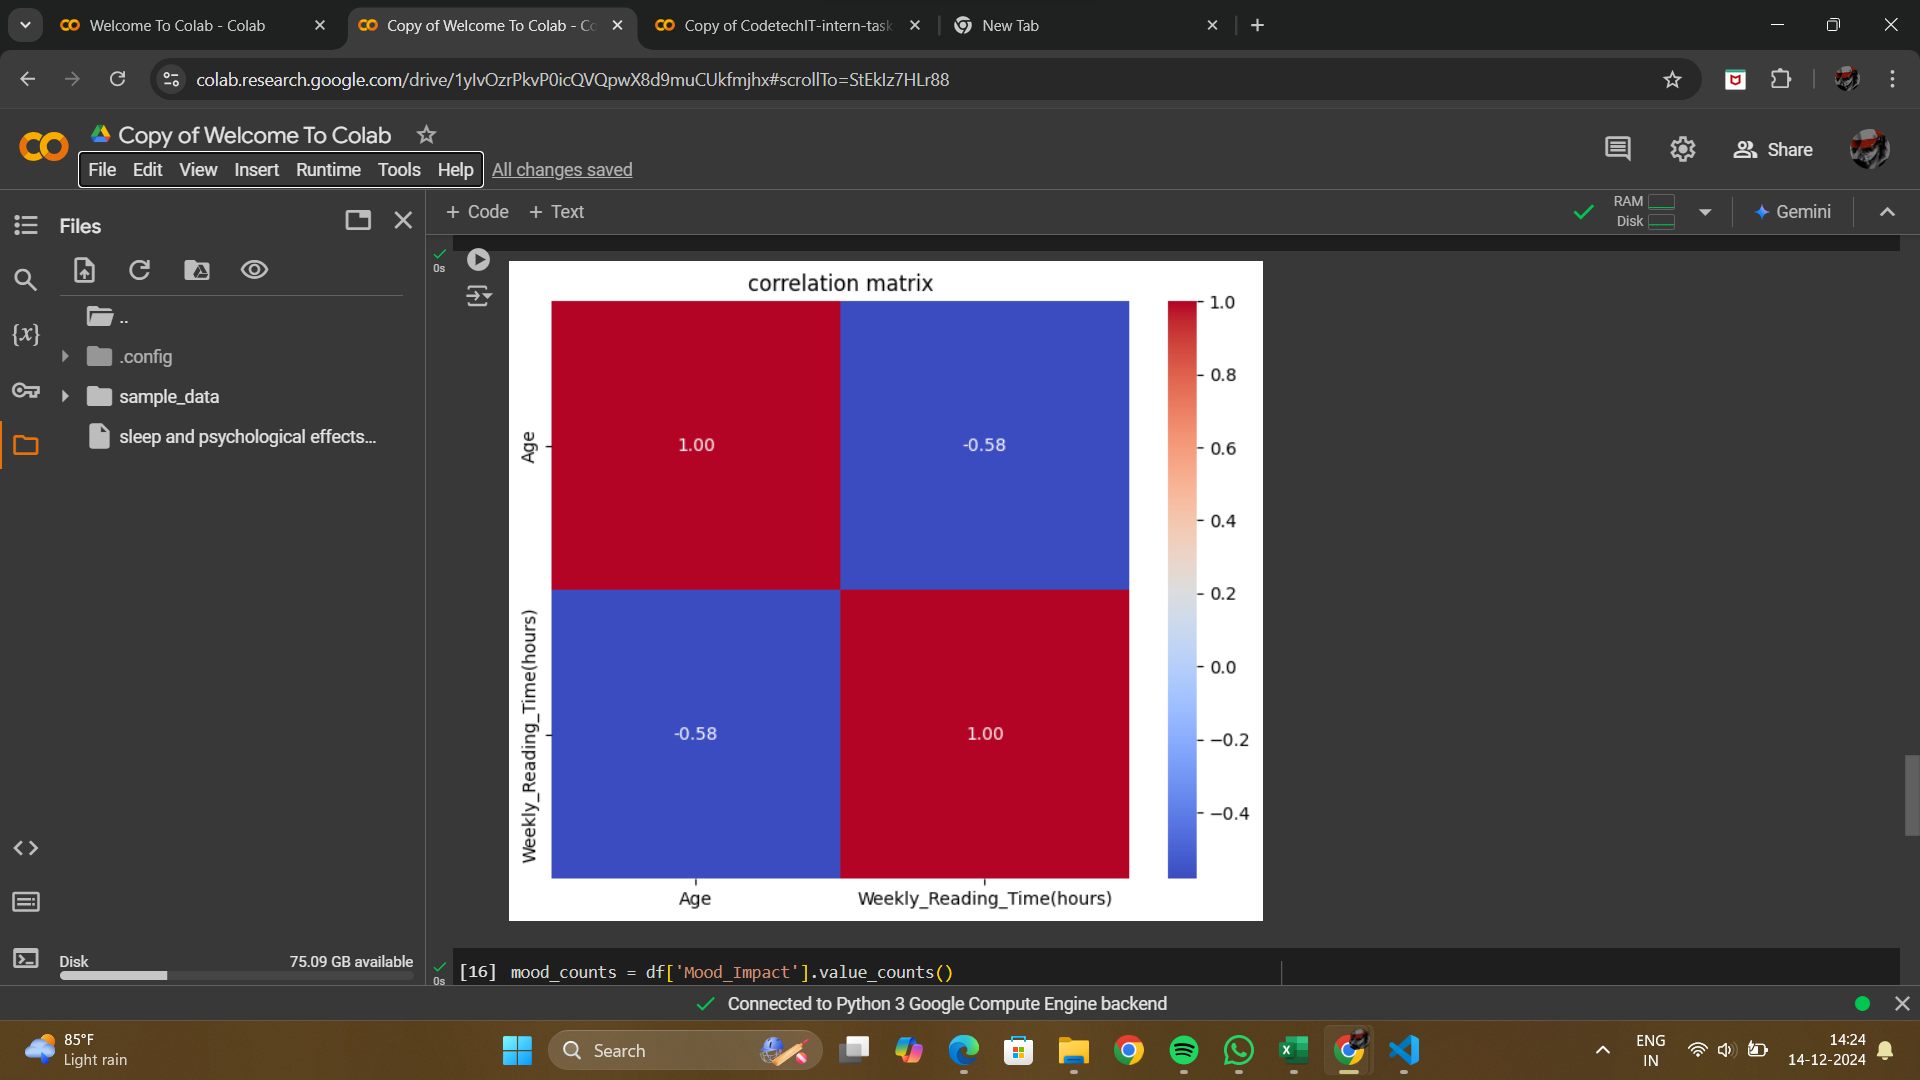 Welcome To Colab - Colab
Copy of Welcome To Colab - Co
Copy of CodetechIT-intern-task
New Tab
colab.research.google.com/drive/1yIvOzrPkvP0icQVQpwX8d9muCUkfmjhx#scrollTo=StEkIz7HLr88
Copy of Welcome To Colab
File Edit View Insert Runtime Tools Help All changes saved
Share
Files
+ Code + Text
RAM
Disk
Gemini
..
.config
sample_data
sleep and psychological effects...
0s
correlation matrix
1.0
0.8
0.6
0.4
0.2
0.0
−0.2
−0.4
Age
1.00
-0.58
Weekly_Reading_Time(hours)
-0.58
1.00
Age
Weekly_Reading_Time(hours)
Disk 75.09 GB available
0s
[16] mood_counts = df['Mood_Impact'].value_counts()
Connected to Python 3 Google Compute Engine backend
85°F
Light rain
Search
ENG
IN
14:24
14-12-2024